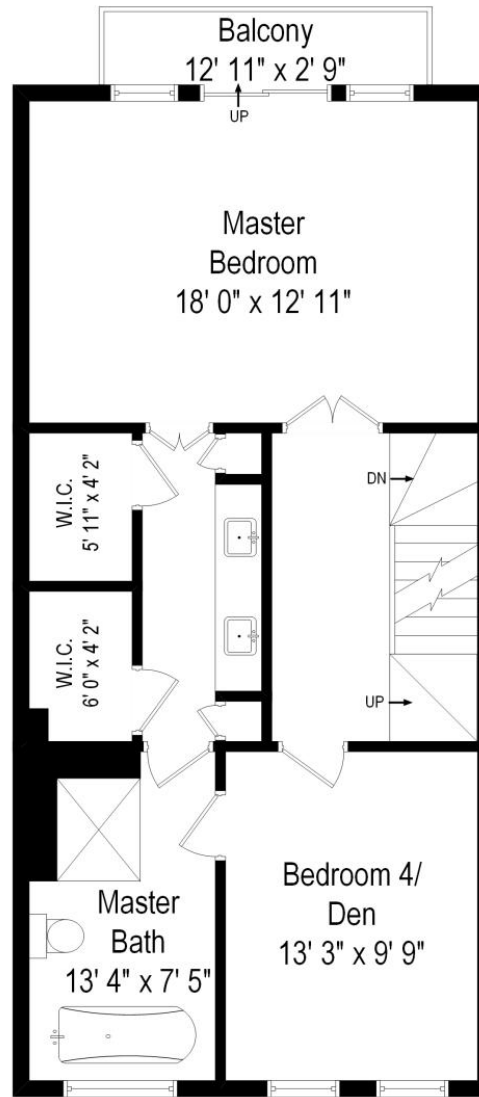 Balcony
12' 11" x 2' 9"
UP
Master
Bedroom
18' 0" x 12' 11"
W.I.C.
5' 11" x 4' 2"
DN
W.I.C.
6' 0" x 4' 2"
UP
Master
Bath
13' 4" x 7' 5"
Bedroom 4/
Den
13' 3" x 9' 9"